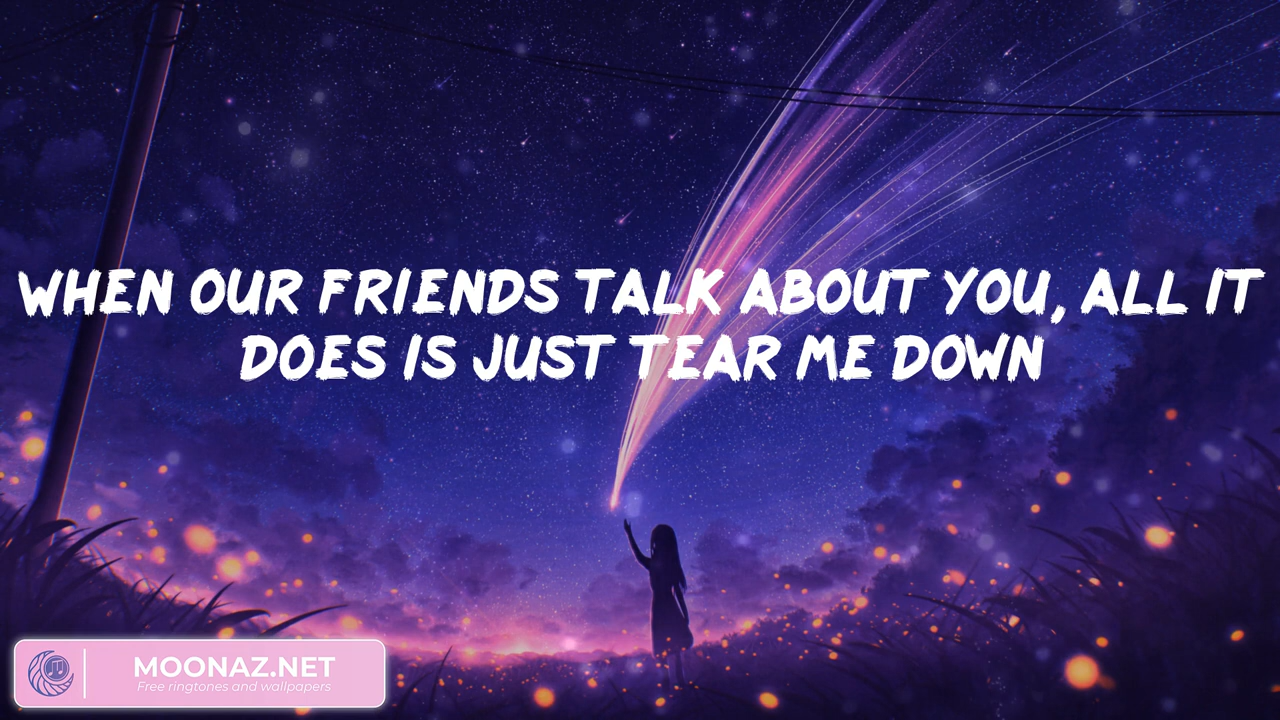 WHEN OUR FRIENDS TALK ABOUT YOU, ALL IT
DOES IS JUST TEAR ME DOWN
MOONAZ.NET
Free ringtones and wallpapers